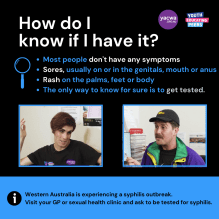 How do I
know if I have it?
yacwa
YOUTH
EDUCATING
PEERS
Most people don't have any symptoms
Sores, usually on or in the genitals, mouth or anus
Rash on the palms, feet or body
The only way to know for sure is to get tested.
Western Australia is experiencing a syphilis outbreak.
Visit your GP or sexual health clinic and ask to be tested for syphilis.